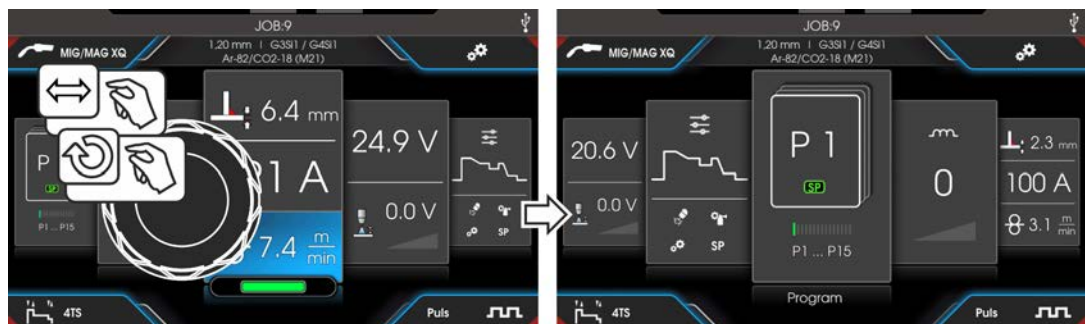 JOB:9
MIG/MAG XQ
1,20 mm I G3Si1 / G4Si1
Ar-82/CO2-18 (M21)
6.4 mm
24.9 V
P
1 A
SP
0.0 V
7.4 m/min
P1 ... P15
4TS
Puls
JOB:9
MIG/MAG XQ
1,20 mm I G3Si1 / G4Si1
Ar-82/CO2-18 (M21)
20.6 V
P 1
2.3 mm
SP
0
100 A
0.0 V
3.1 m/min
SP
P1 ... P15
Program
4TS
Puls